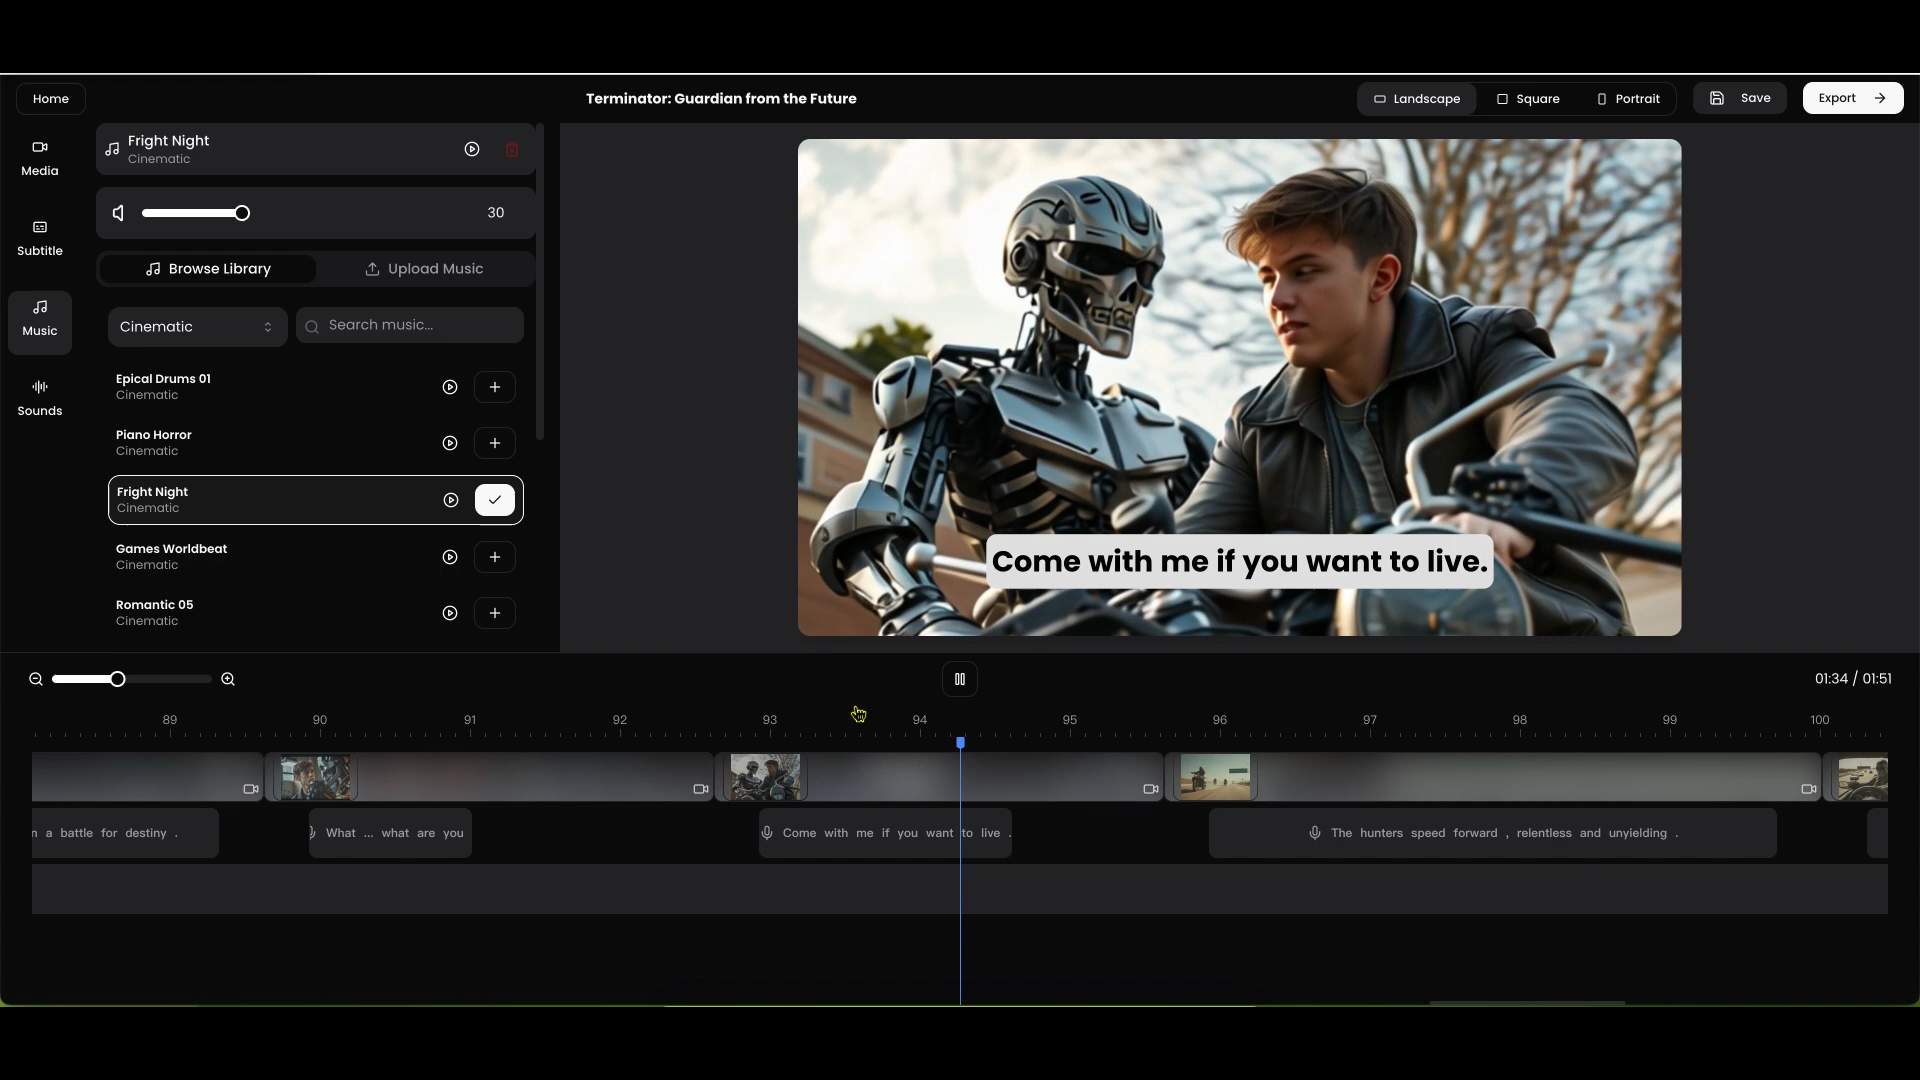 Home
Terminator: Guardian from the Future
Landscape
Square
Portrait
Save
Export
Media
Subtitle
Music
Sounds
Fright Night
Cinematic
30
Browse Library
Upload Music
Cinematic
Search music...
Epical Drums 01
Cinematic
Piano Horror
Cinematic
Fright Night
Cinematic
Games Worldbeat
Cinematic
Romantic 05
Cinematic
Come with me if you want to live.
01:34 / 01:51
89 90 91 92 93 94 95 96 97 98 99 100
n a battle for destiny .
What ... what are you
Come with me if you want to live .
The hunters speed forward , relentless and unyielding .